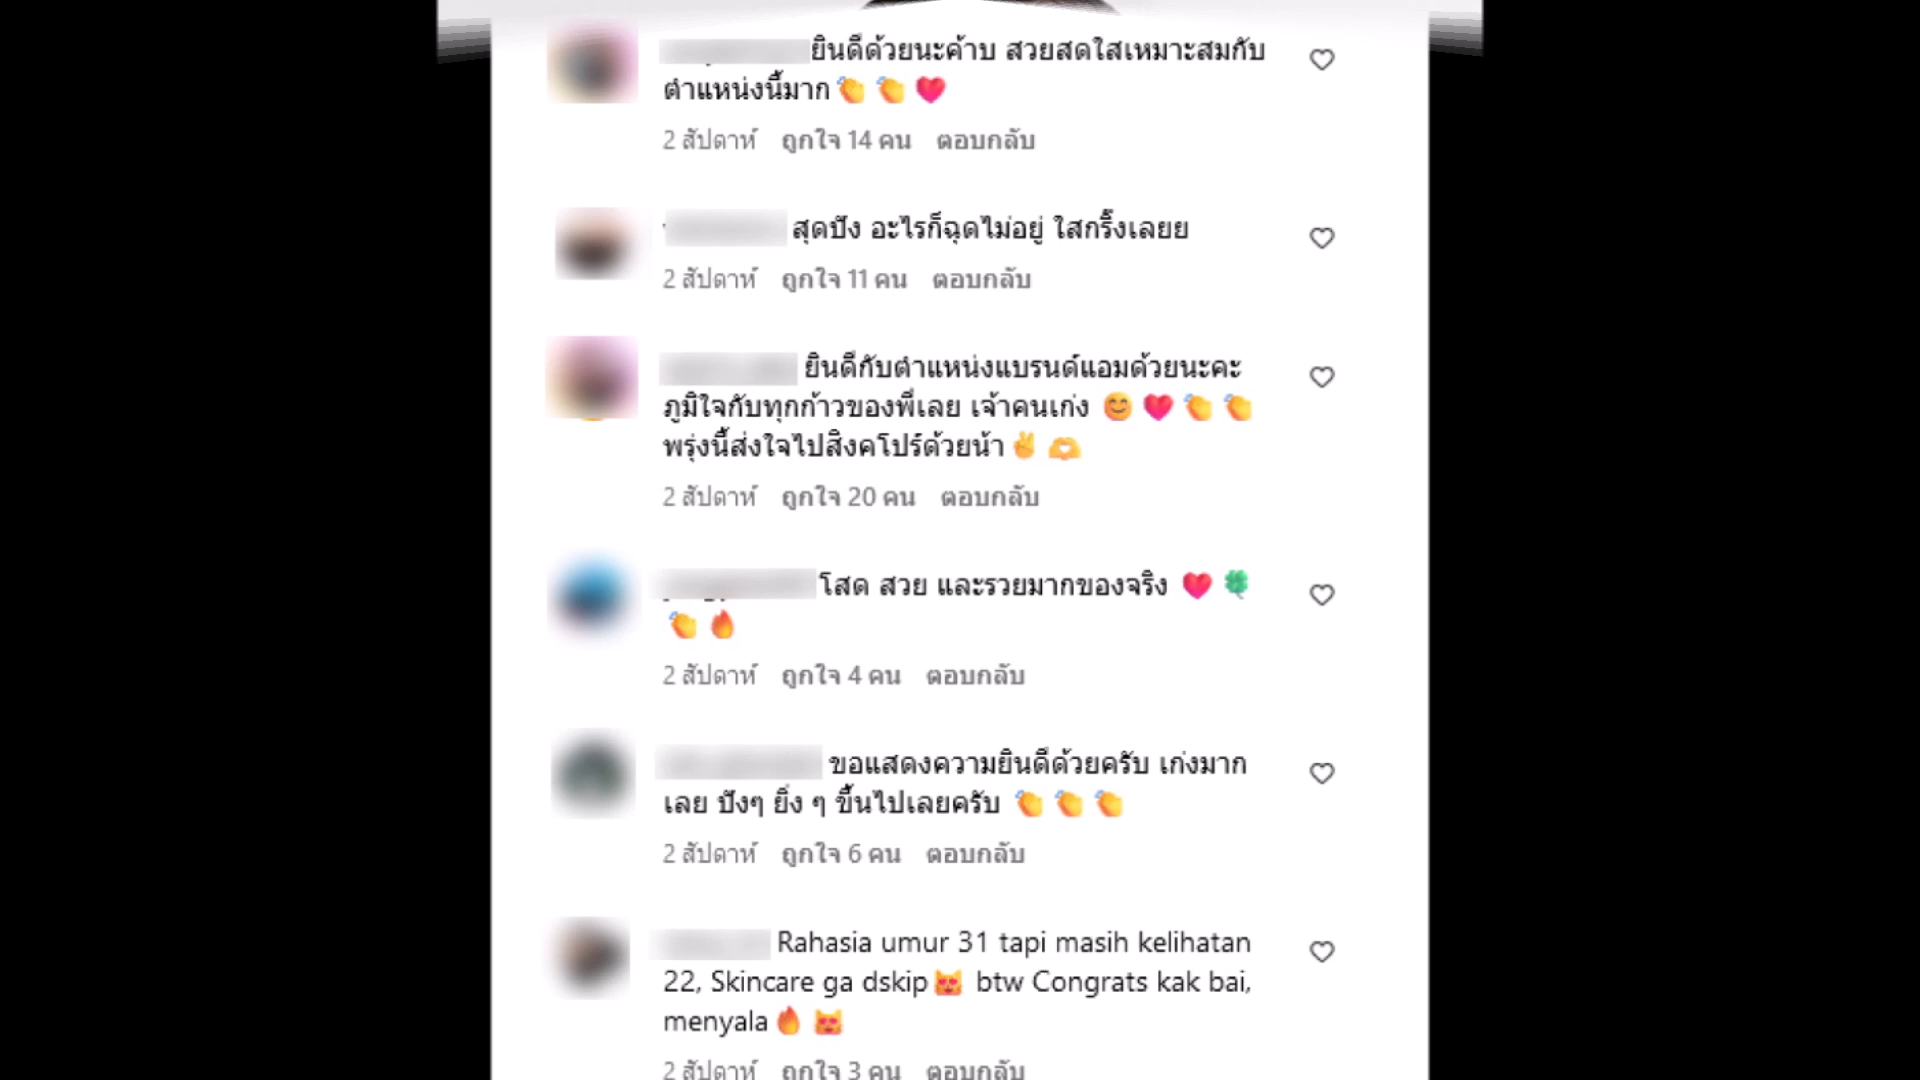 ยินดีด้วยนะค้าบ สวยสดใสเหมาะสมกับ
ตำแหน่งนี้มาก👏👏❤️
2 สัปดาห์ ถูกใจ 14 คน ตอบกลับ
สุดปัง อะไรก็ฉุดไม่อยู่ ใสกริ๊งเลยย
2 สัปดาห์ ถูกใจ 11 คน ตอบกลับ
ยินดีกับตำแหน่งแบรนด์แอมด้วยนะคะ
ภูมิใจกับทุกก้าวของพี่เลย เจ้าคนเก่ง 😊❤️👏👏
พรุ่งนี้ส่งใจไปสิงคโปร์ด้วยน้า✌️🫶
2 สัปดาห์ ถูกใจ 20 คน ตอบกลับ
โสด สวย และรวยมากของจริง ❤️🍀
👏🔥
2 สัปดาห์ ถูกใจ 4 คน ตอบกลับ
ขอแสดงความยินดีด้วยครับ เก่งมาก
เลย ปังๆ ยิ่ง ๆ ขึ้นไปเลยครับ 👏👏👏
2 สัปดาห์ ถูกใจ 6 คน ตอบกลับ
Rahasia umur 31 tapi masih kelihatan
22, Skincare ga dskip😻 btw Congrats kak bai,
menyala🔥😻
2 สัปดาห์ ถูกใจ 3 คน ตอบกลับ